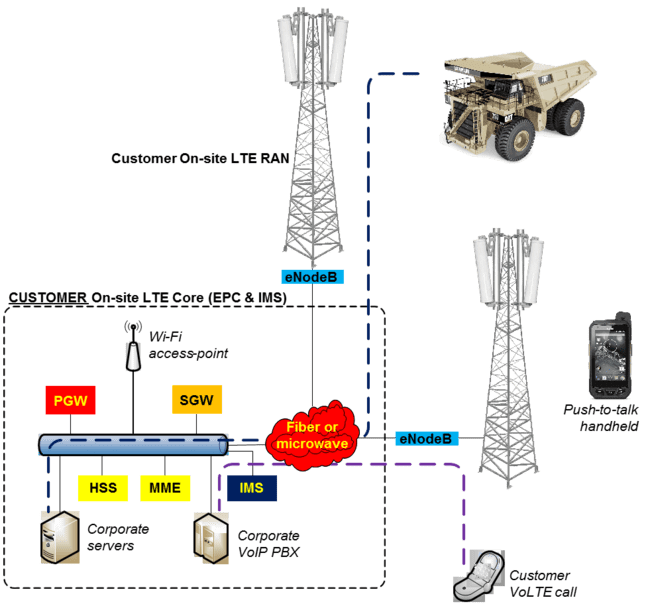 Customer On-site LTE RAN
eNodeB
CUSTOMER On-site LTE Core (EPC & IMS)
Wi-Fi
access-point
PGW
SGW
Fiber or
microwave
eNodeB
Push-to-talk
handheld
HSS
MME
IMS
Corporate
servers
Corporate
VoIP PBX
Customer
VoLTE call